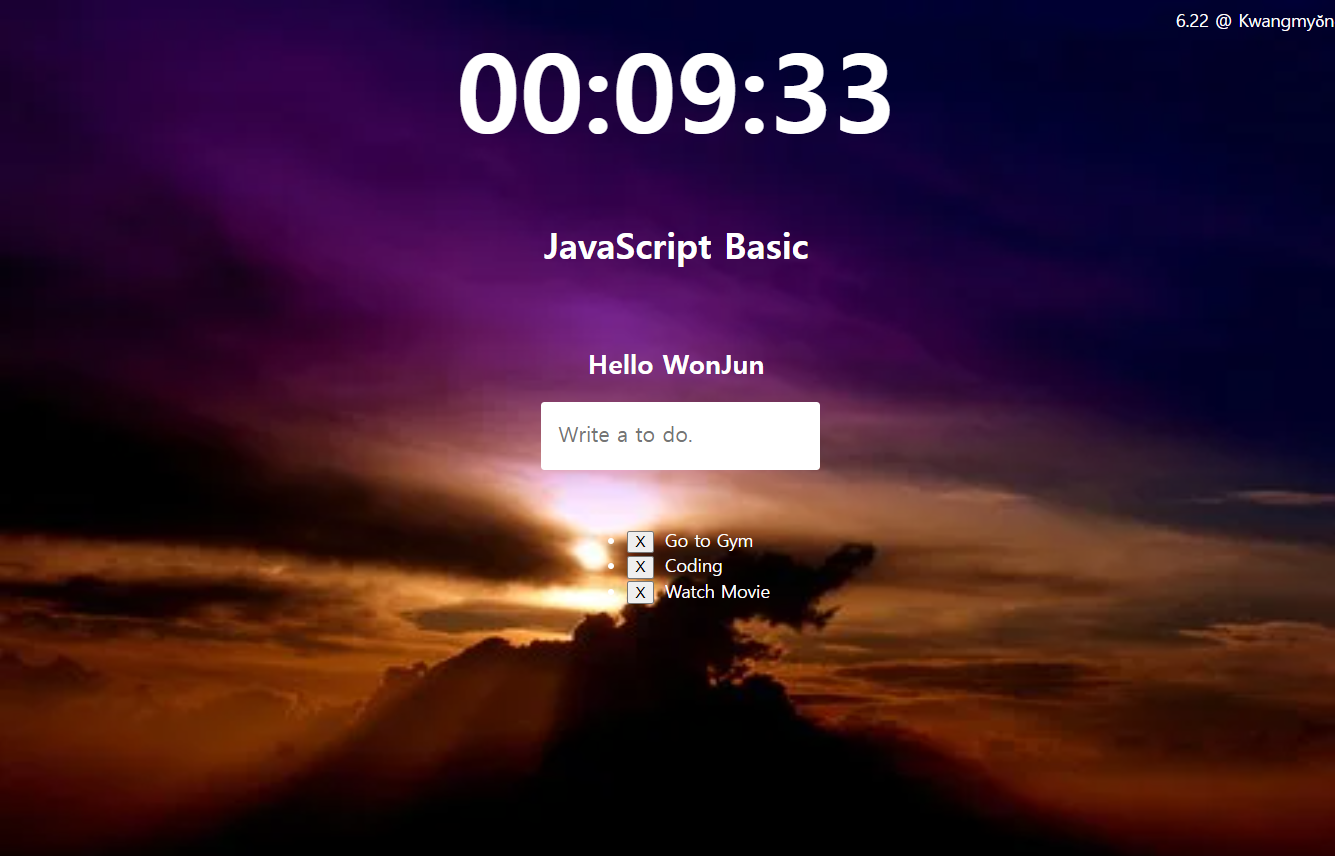 6.22 @ Kwangmyŏn
00:09:33
JavaScript Basic
Hello WonJun
Write a to do.
X Go to Gym
X Coding
X Watch Movie